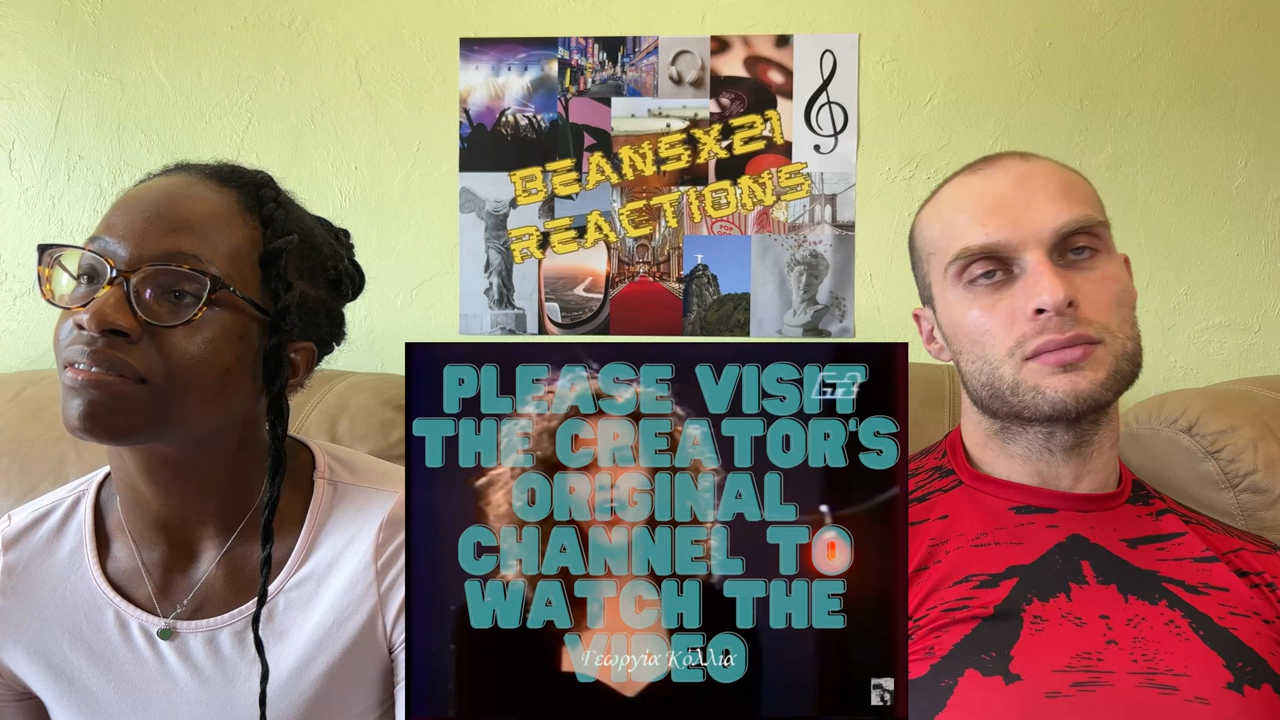 BEANSX21
REACTIONS
PLEASE VISIT
THE CREATOR'S
ORIGINAL
CHANNEL TO
WATCH THE
VIDEO
Γεωργία Κόλλια